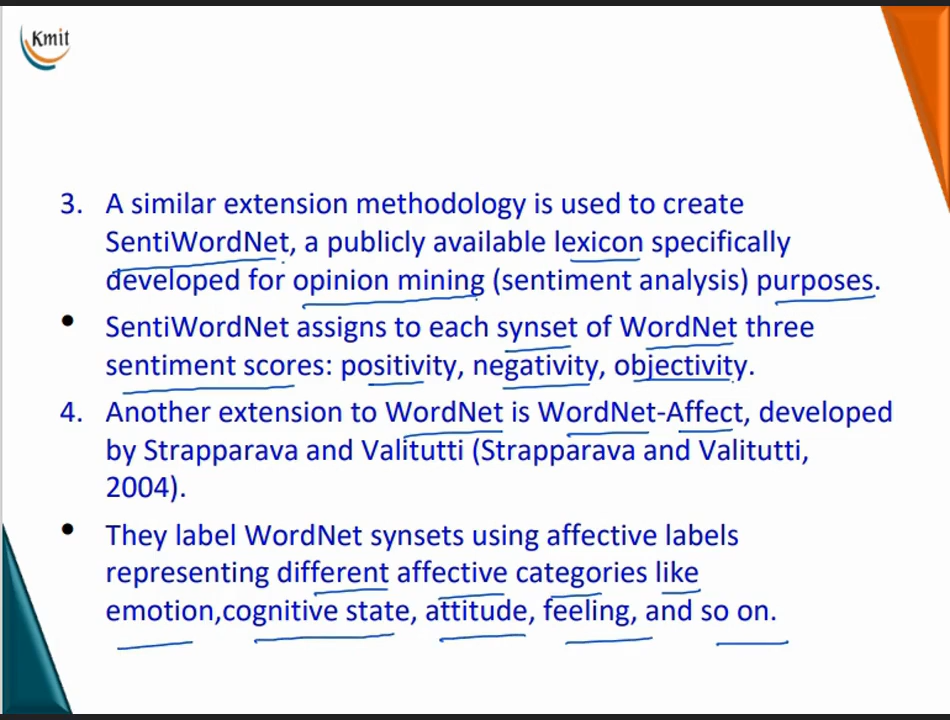 Kmit
3. A similar extension methodology is used to create
SentiWordNet, a publicly available lexicon specifically
developed for opinion mining (sentiment analysis) purposes.
• SentiWordNet assigns to each synset of WordNet three
sentiment scores: positivity, negativity, objectivity.
4. Another extension to WordNet is WordNet-Affect, developed
by Strapparava and Valitutti (Strapparava and Valitutti,
2004).
• They label WordNet synsets using affective labels
representing different affective categories like
emotion,cognitive state, attitude, feeling, and so on.